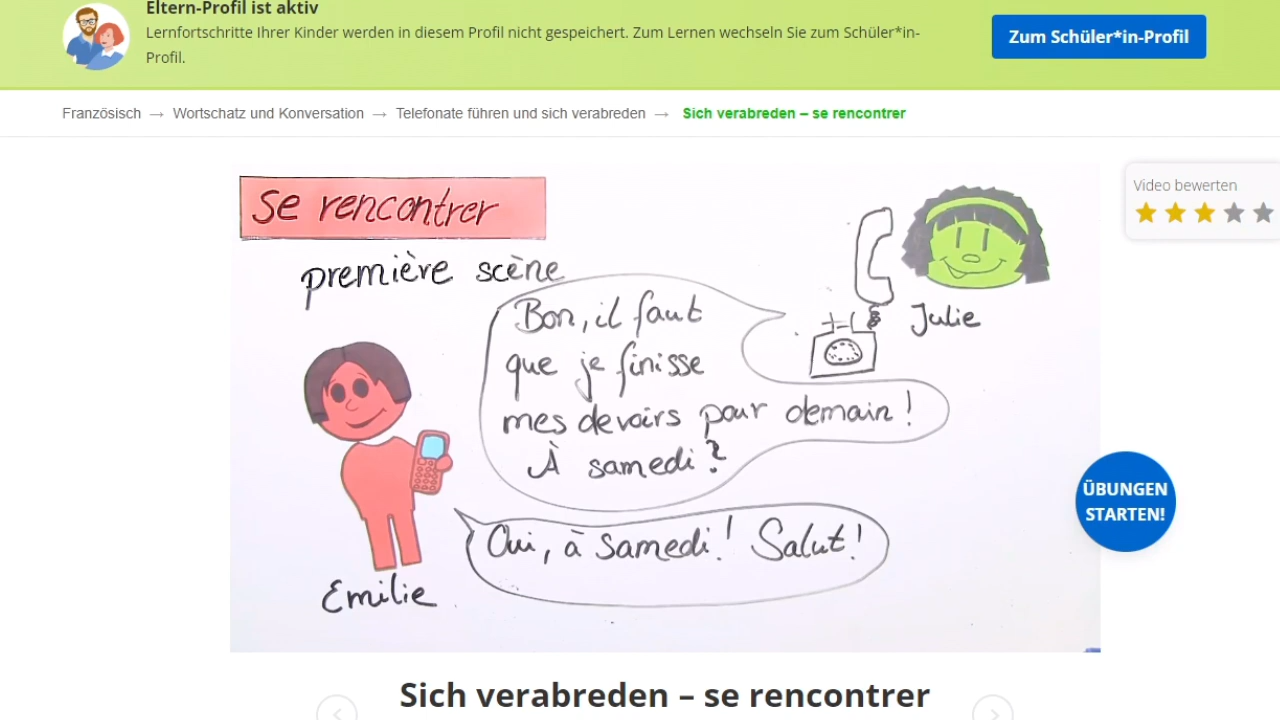 Eltern-Profil ist aktiv
Lernfortschritte Ihrer Kinder werden in diesem Profil nicht gespeichert. Zum Lernen wechseln Sie zum Schüler*in-
Profil.
Zum Schüler*in-Profil
Französisch → Wortschatz und Konversation → Telefonate führen und sich verabreden → Sich verabreden – se rencontrer
Video bewerten
Se rencontrer
première scène
Bon, il faut
que je finisse
mes devoirs pour demain !
À samedi ?
Julie
Oui, à samedi ! Salut !
Emilie
ÜBUNGEN
STARTEN!
Sich verabreden – se rencontrer